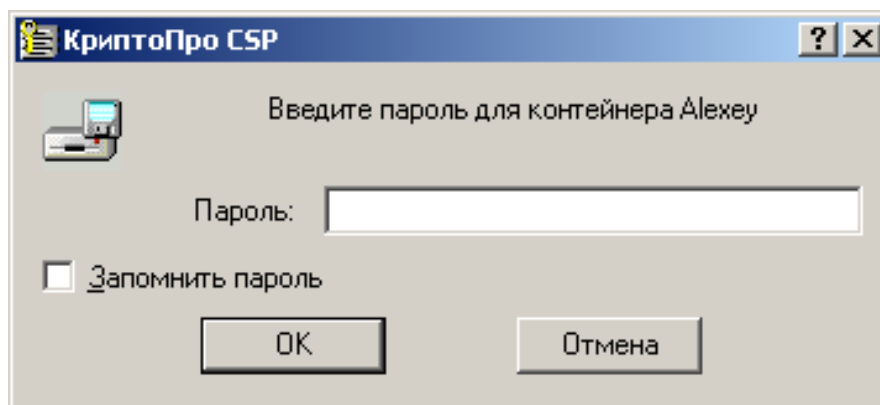 КриптоПро CSP
Введите пароль для контейнера Alexey
Пароль:
Запомнить пароль
OK
Отмена